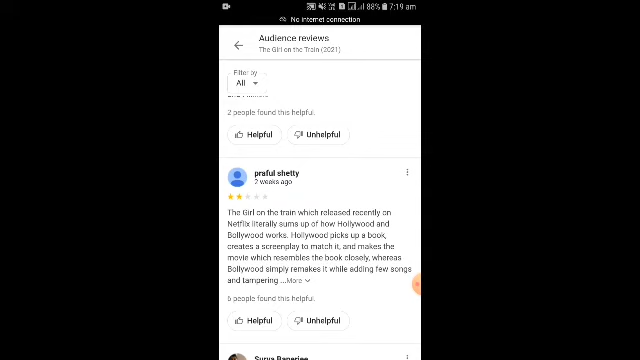 88% 7:19 am
No internet connection
Audience reviews
The Girl on the Train (2021)
Filter by
All
2 people found this helpful.
Helpful Unhelpful
praful shetty
2 weeks ago
The Girl on the train which released recently on
Netflix literally sums up of how Hollywood and
Bollywood works. Hollywood picks up a book,
creates a screenplay to match it, and makes the
movie which resembles the book closely, whereas
Bollywood simply remakes it while adding few songs
and tampering ...More
6 people found this helpful.
Helpful Unhelpful
Surya Banerjee